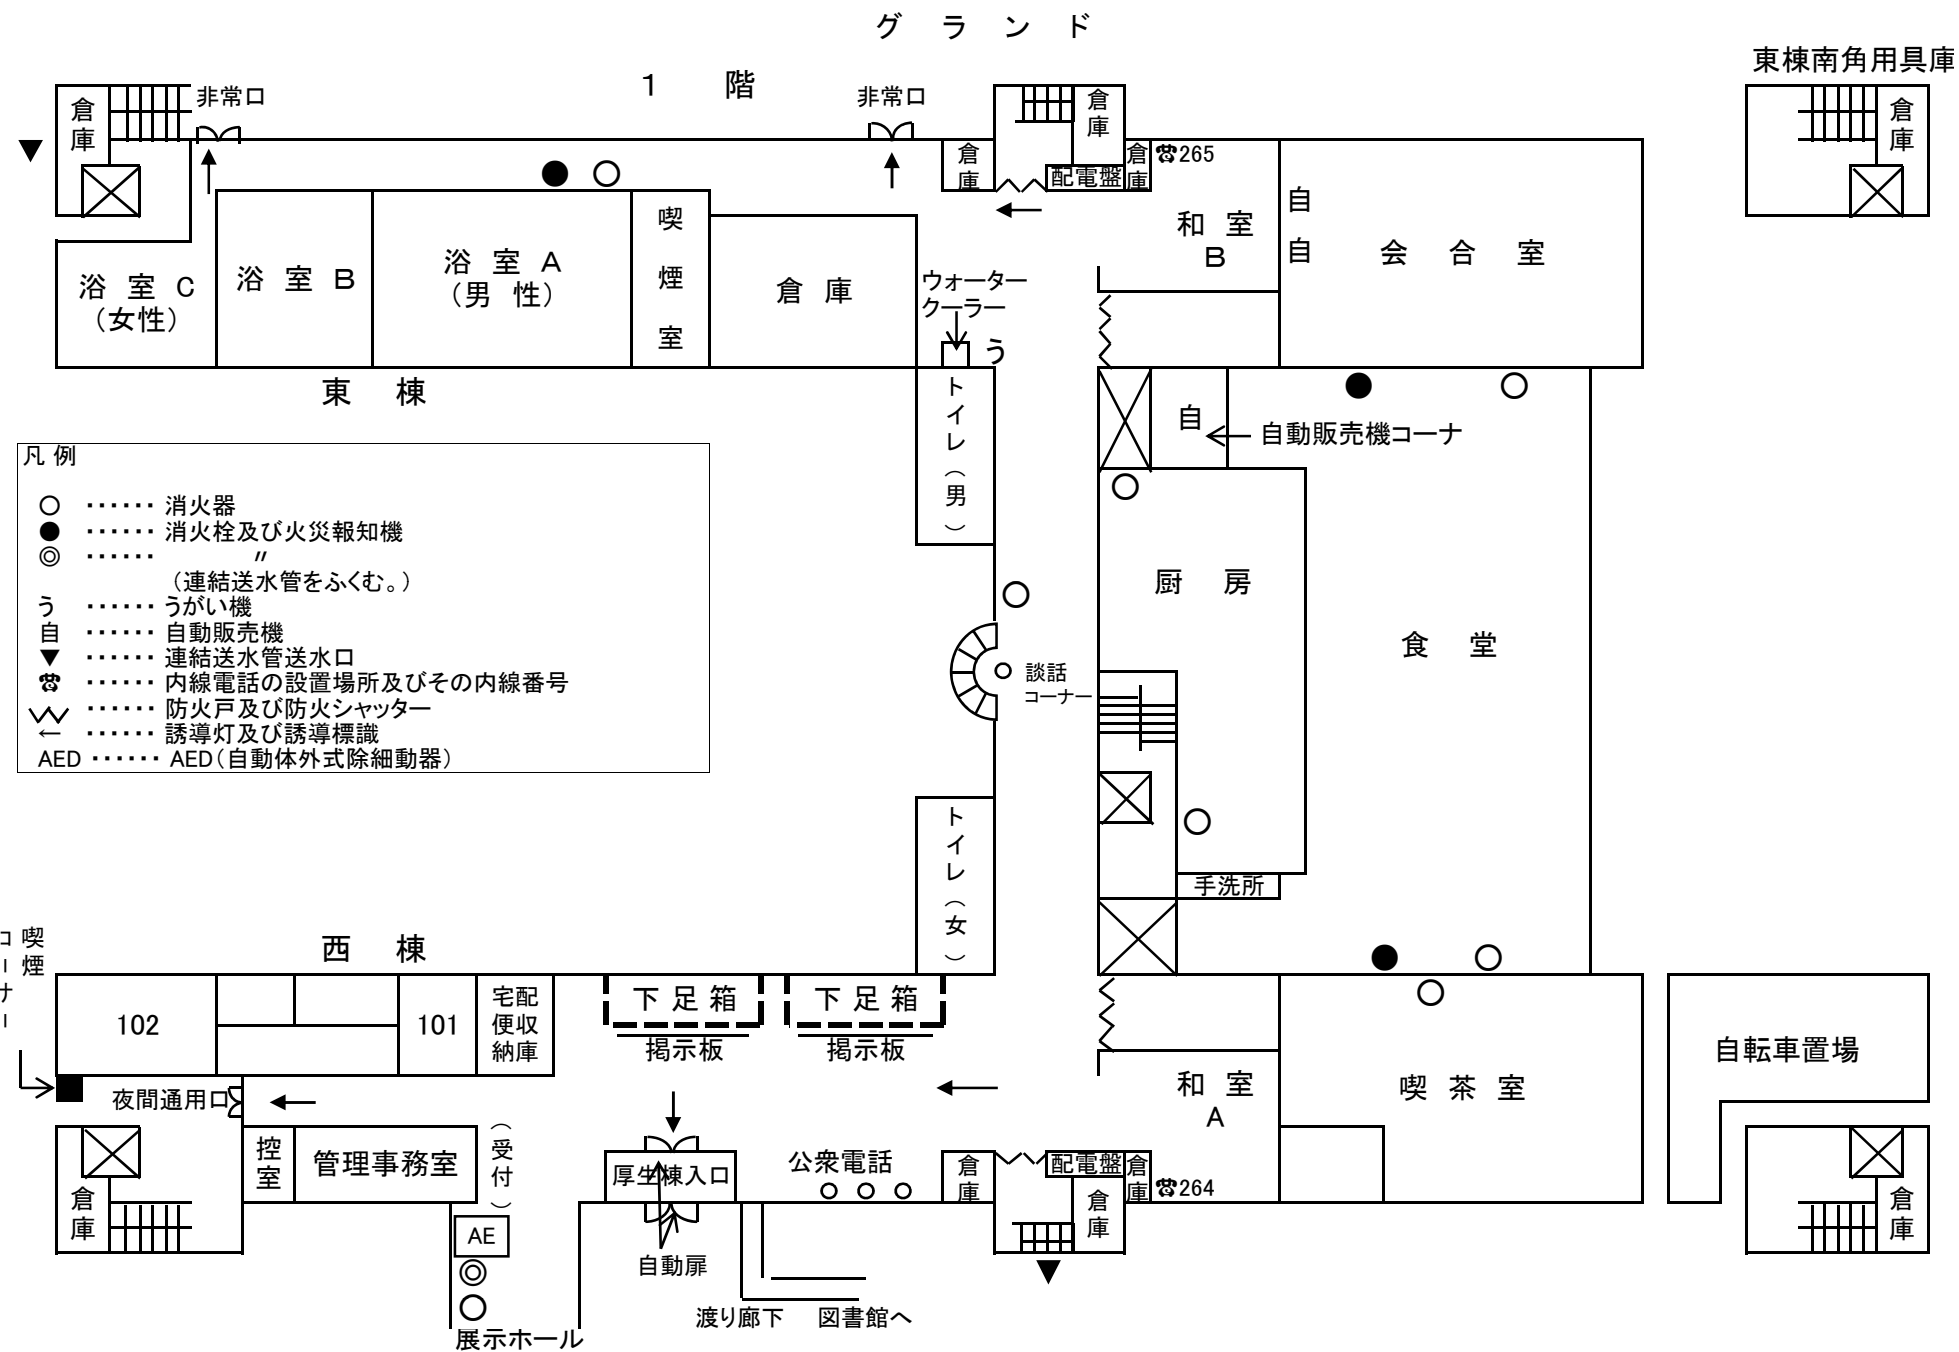 グ ラ ン ド
東棟南角用具庫
1 階
非常口
非常口
倉庫
倉庫
倉庫
倉庫
配電盤
倉庫
☎265
倉庫
和 室
B
自
自
会 合 室
浴 室 C
（女性）
浴 室 B
浴 室 A
（男 性）
喫煙室
倉 庫
ウォーター
クーラー
う
東 棟
トイレ（男）
自
自動販売機コーナ
凡 例
○ ‥‥‥ 消火器
● ‥‥‥ 消火栓及び火災報知機
◎ ‥‥‥ 〃
（連結送水管をふくむ。）
う ‥‥‥ うがい機
自 ‥‥‥ 自動販売機
▼ ‥‥‥ 連結送水管送水口
☎ ‥‥‥ 内線電話の設置場所及びその内線番号
‥‥‥ 防火戸及び防火シャッター
← ‥‥‥ 誘導灯及び誘導標識
AED ‥‥‥ AED（自動体外式除細動器）
厨 房
食 堂
談話
コーナー
トイレ（女）
手洗所
西 棟
喫煙
コーナー
102
101
宅配
便収
納庫
下 足 箱
下 足 箱
掲示板
掲示板
自転車置場
夜間通用口
和 室
A
喫 茶 室
控室
管理事務室
（受付）
厚生棟入口
公衆電話
倉庫
配電盤
倉庫
☎264
倉庫
倉庫
倉庫
AE
自動扉
渡り廊下 図書館へ
展示ホール